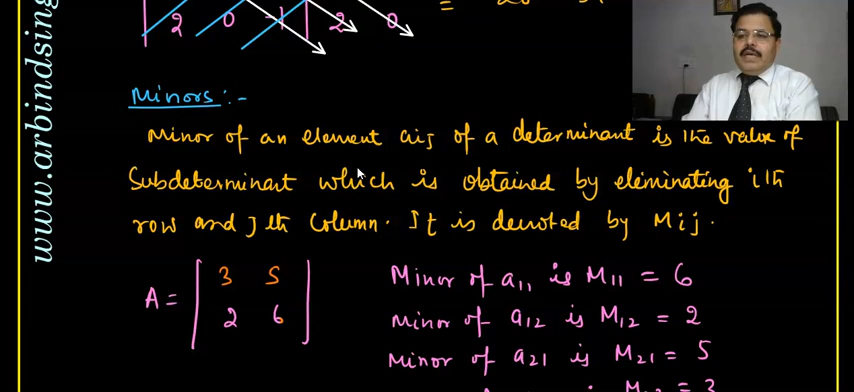 2 0 -1 2 0
=
www.arbindsing
Minors :-
Minor of an element aij of a determinant is the value of
Subdeterminant which is obtained by eliminating i th
row and j th column. It is denoted by Mij.
A = | 3 5 |
| 2 6 |
Minor of a11 is M11 = 6
Minor of a12 is M12 = 2
Minor of a21 is M21 = 5